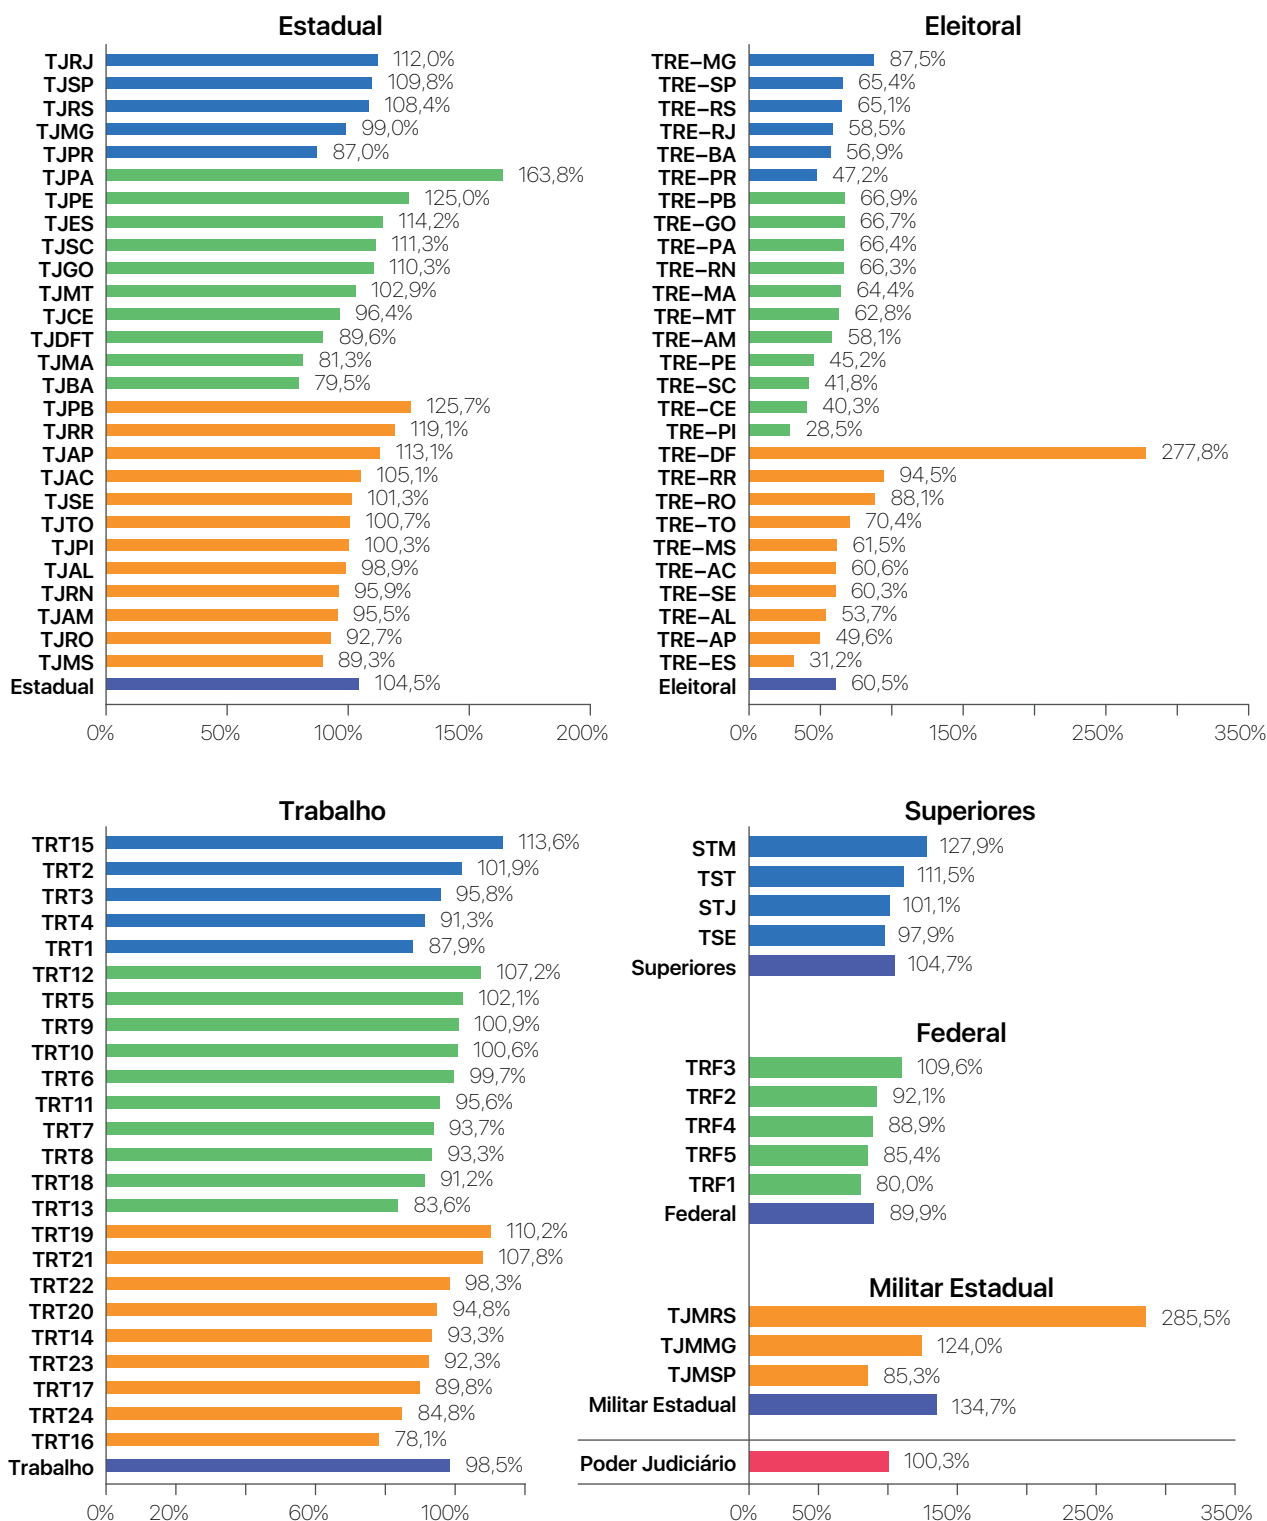 Estadual
TJRJ 112,0%
TJSP 109,8%
TJRS 108,4%
TJMG 99,0%
TJPR 87,0%
TJPA 163,8%
TJPE 125,0%
TJES 114,2%
TJSC 111,3%
TJGO 110,3%
TJMT 102,9%
TJCE 96,4%
TJDFT 89,6%
TJMA 81,3%
TJBA 79,5%
TJPB 125,7%
TJRR 119,1%
TJAP 113,1%
TJAC 105,1%
TJSE 101,3%
TJTO 100,7%
TJPI 100,3%
TJAL 98,9%
TJRN 95,9%
TJAM 95,5%
TJRO 92,7%
TJMS 89,3%
Estadual 104,5%
0% 50% 100% 150% 200%
Eleitoral
TRE–MG 87,5%
TRE–SP 65,4%
TRE–RS 65,1%
TRE–RJ 58,5%
TRE–BA 56,9%
TRE–PR 47,2%
TRE–PB 66,9%
TRE–GO 66,7%
TRE–PA 66,4%
TRE–RN 66,3%
TRE–MA 64,4%
TRE–MT 62,8%
TRE–AM 58,1%
TRE–PE 45,2%
TRE–SC 41,8%
TRE–CE 40,3%
TRE–PI 28,5%
TRE–DF 277,8%
TRE–RR 94,5%
TRE–RO 88,1%
TRE–TO 70,4%
TRE–MS 61,5%
TRE–AC 60,6%
TRE–SE 60,3%
TRE–AL 53,7%
TRE–AP 49,6%
TRE–ES 31,2%
Eleitoral 60,5%
0% 50% 150% 250% 350%
Trabalho
TRT15 113,6%
TRT2 101,9%
TRT3 95,8%
TRT4 91,3%
TRT1 87,9%
TRT12 107,2%
TRT5 102,1%
TRT9 100,9%
TRT10 100,6%
TRT6 99,7%
TRT11 95,6%
TRT7 93,7%
TRT8 93,3%
TRT18 91,2%
TRT13 83,6%
TRT19 110,2%
TRT21 107,8%
TRT22 98,3%
TRT20 94,8%
TRT14 93,3%
TRT23 92,3%
TRT17 89,8%
TRT24 84,8%
TRT16 78,1%
Trabalho 98,5%
0% 20% 60% 100%
Superiores
STM 127,9%
TST 111,5%
STJ 101,1%
TSE 97,9%
Superiores 104,7%
Federal
TRF3 109,6%
TRF2 92,1%
TRF4 88,9%
TRF5 85,4%
TRF1 80,0%
Federal 89,9%
Militar Estadual
TJMRS 285,5%
TJMMG 124,0%
TJMSP 85,3%
Militar Estadual 134,7%
Poder Judiciário 100,3%
0% 50% 150% 250% 350%